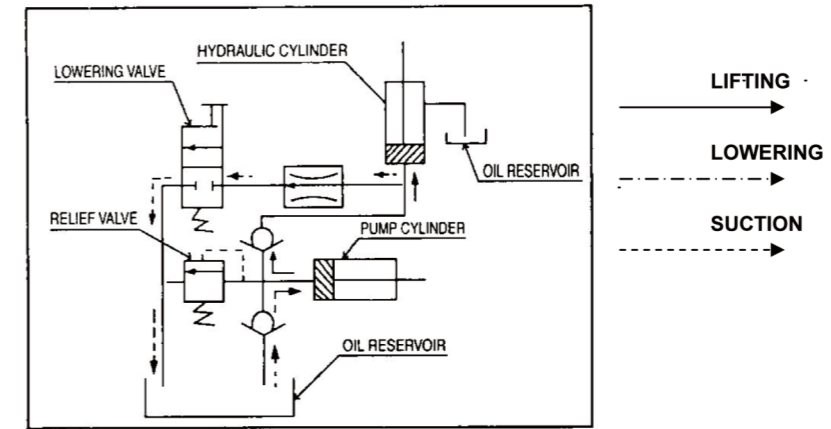 HYDRAULIC CYLINDER
LOWERING VALVE
OIL RESERVOIR
RELIEF VALVE
PUMP CYLINDER
OIL RESERVOIR
LIFTING
LOWERING
SUCTION